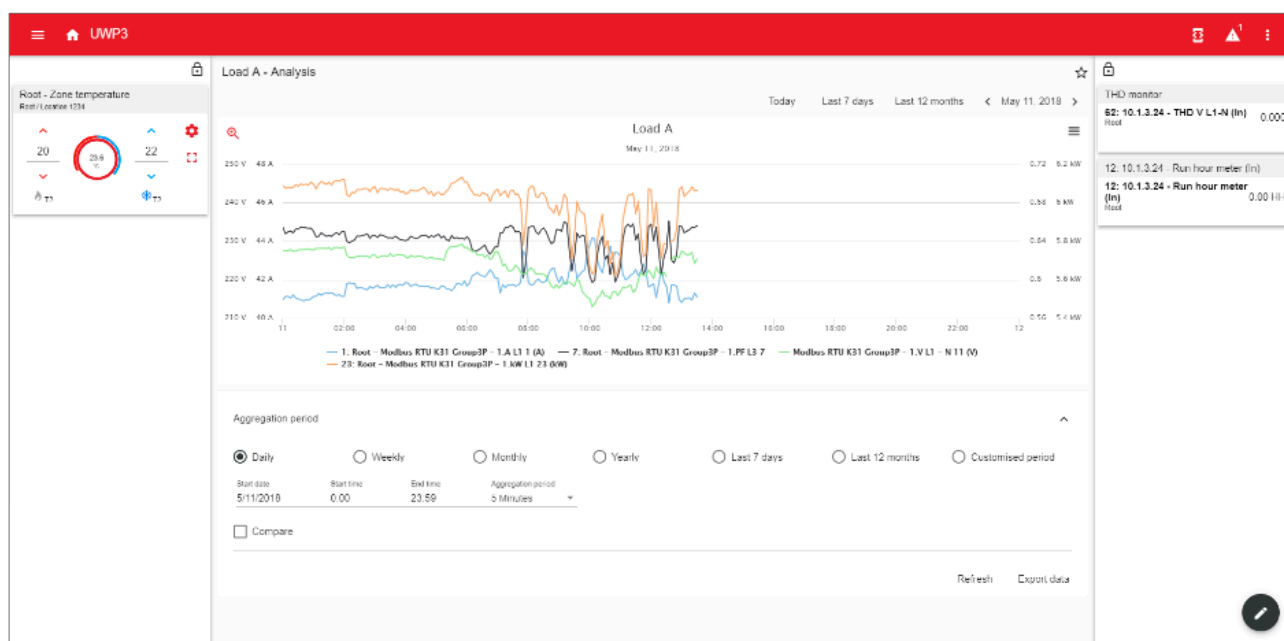 UWP3
1
Root - Zone temperature
Root / Location 1234
20
23.6
°C
22
T2
T2
Load A - Analysis
Today Last 7 days Last 12 months May 11, 2018
Load A
May 11, 2018
250 V 48 A 0.72 6.2 kW
240 V 46 A 0.68 6 kW
230 V 44 A 0.64 5.8 kW
220 V 42 A 0.6 5.6 kW
210 V 40 A 0.56 5.4 kW
11 02:00 04:00 06:00 08:00 10:00 12:00 14:00 16:00 18:00 20:00 22:00 12
1: Root – Modbus RTU K31 Group3P – 1.A L1 1 (A) 7. Root – Modbus RTU K31 Group3P – 1.PF L3 7 Modbus RTU K31 Group3P – 1.V L1 – N 11 (V)
23: Root – Modbus RTU K31 Group3P – 1.kW L1 23 (kW)
Aggregation period
Daily Weekly Monthly Yearly Last 7 days Last 12 months Customised period
Start date Start time End time Aggregation period
5/11/2018 0:00 23:59 5 Minutes
Compare
Refresh Export data
THD monitor
62: 10.1.3.24 - THD V L1-N (In) 0.000
Root
12: 10.1.3.24 - Run hour meter (In)
12: 10.1.3.24 - Run hour meter
(In) 0.00 HH
Root